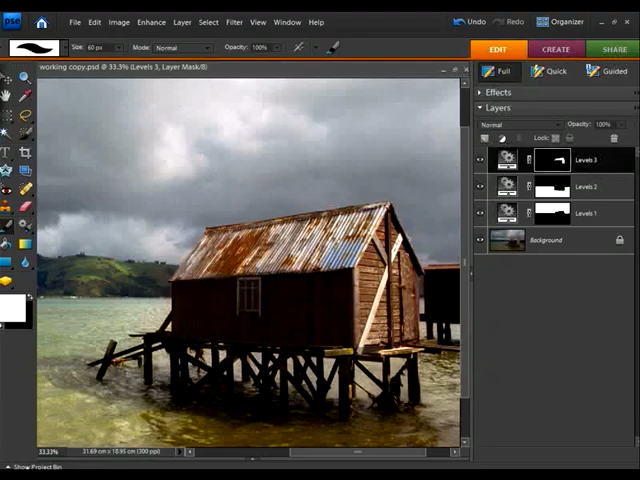 pse File Edit Image Enhance Layer Select Filter View Window Help Undo Redo Organizer
Size: 60 px Mode: Normal Opacity: 100% EDIT CREATE SHARE
working copy.psd @ 33.3% (Levels 3, Layer Mask/8) Full Quick Guided
Effects
Layers
Normal Opacity: 100%
Lock:
Levels 3
Levels 2
Levels 1
Background
33.33% 31.69 cm x 18.95 cm (300 ppi)
Show Project Bin